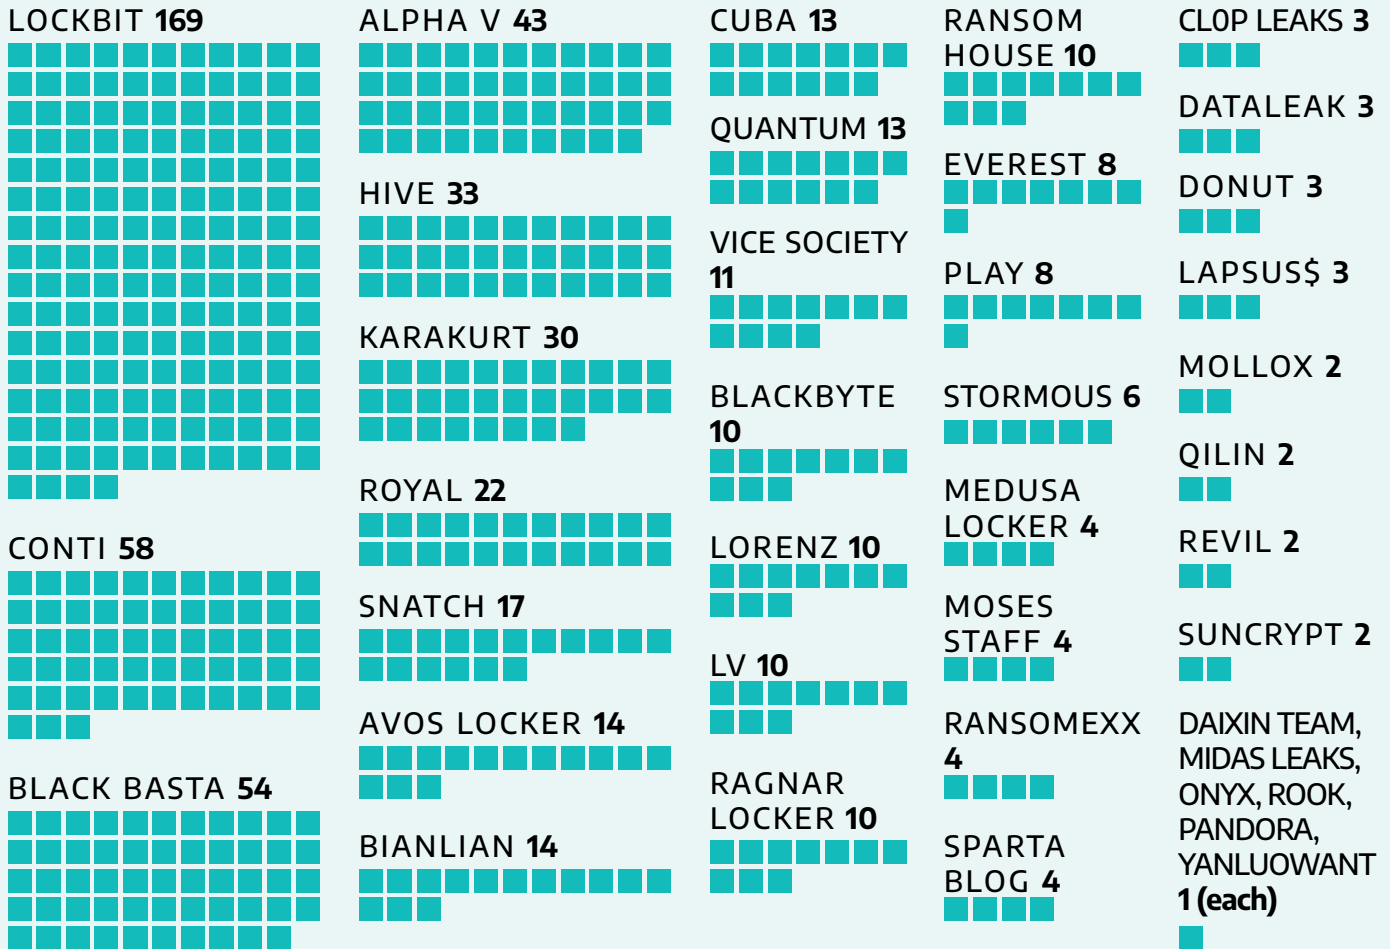 LOCKBIT 169
CONTI 58
BLACK BASTA 54
ALPHA V 43
HIVE 33
KARAKURT 30
ROYAL 22
SNATCH 17
AVOS LOCKER 14
BIANLIAN 14
CUBA 13
QUANTUM 13
VICE SOCIETY
11
BLACKBYTE
10
LORENZ 10
LV 10
RAGNAR
LOCKER 10
RANSOM
HOUSE 10
EVEREST 8
PLAY 8
STORMOUS 6
MEDUSA
LOCKER 4
MOSES
STAFF 4
RANSOMEXX
4
SPARTA
BLOG 4
CL0P LEAKS 3
DATALEAK 3
DONUT 3
LAPSUS$ 3
MOLLOX 2
QILIN 2
REVIL 2
SUNCRYPT 2
DAIXIN TEAM,
MIDAS LEAKS,
ONYX, ROOK,
PANDORA,
YANLUOWANT
1 (each)